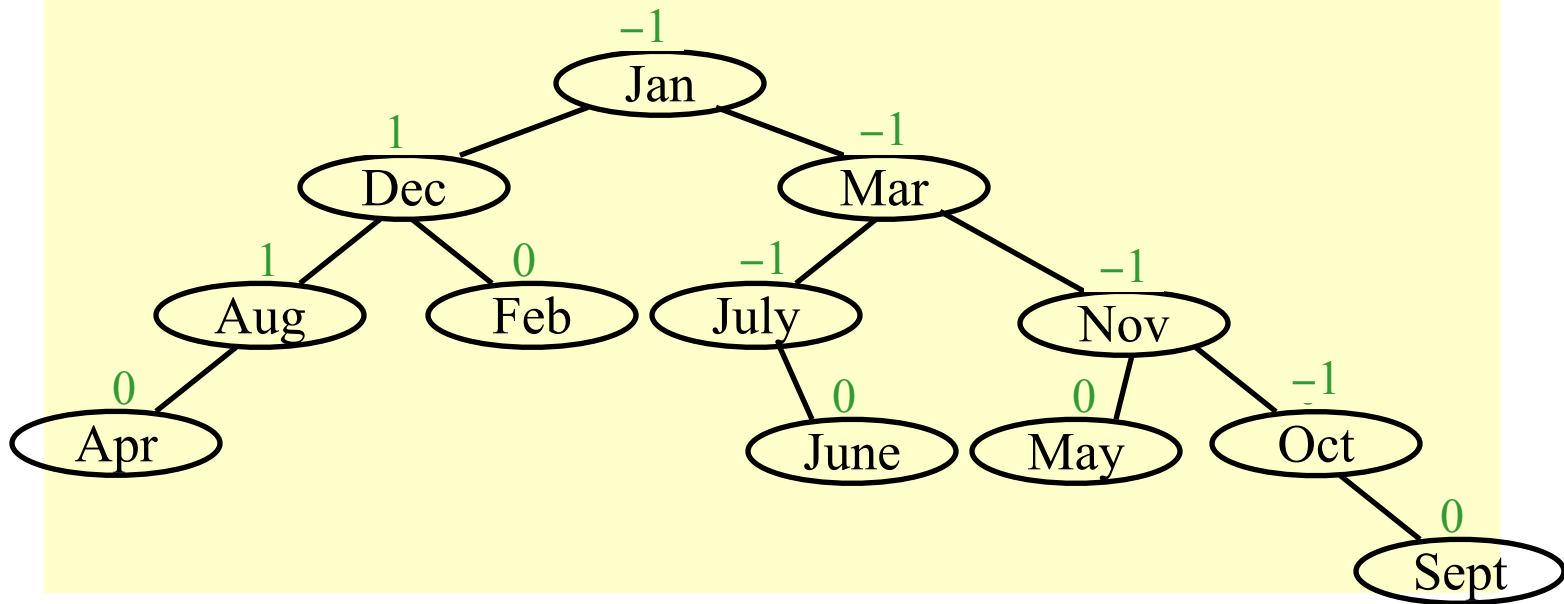 −1
Jan
1 −1
Dec Mar
1 0 −1 −1
Aug Feb July Nov
0 0 0 −1
Apr June May Oct
0
Sept